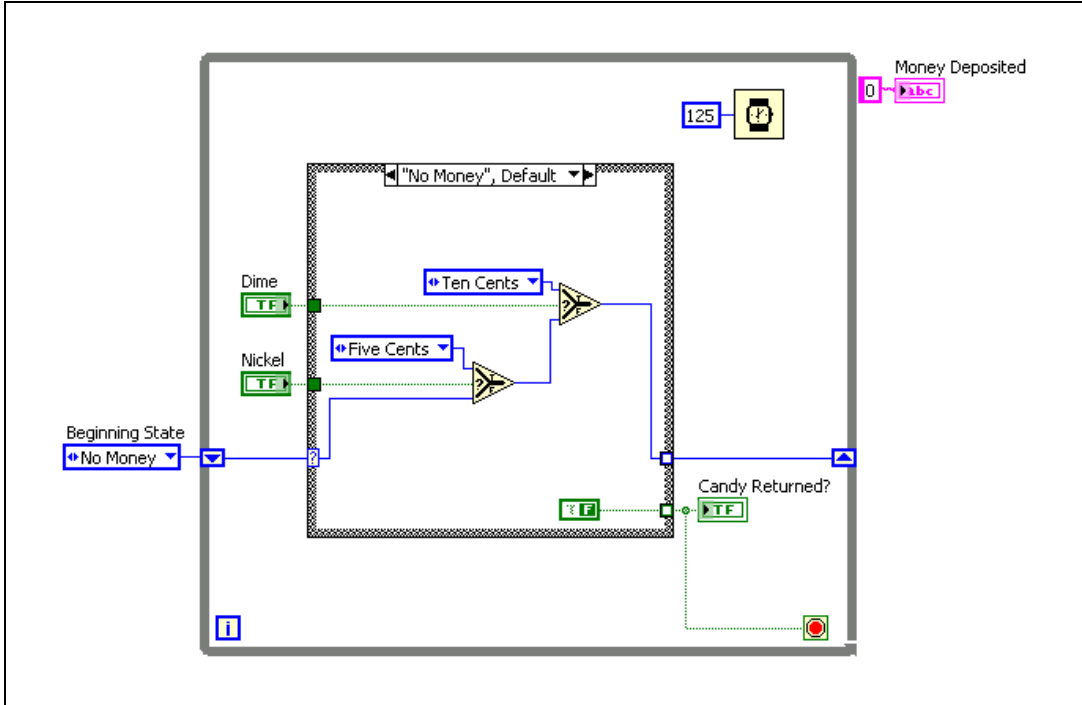 Money Deposited
0 abc
125
"No Money", Default
Dime
TF
Ten Cents
? T F
Five Cents
Nickel
TF
? T F
Beginning State
No Money
?
Candy Returned?
F
TF
i